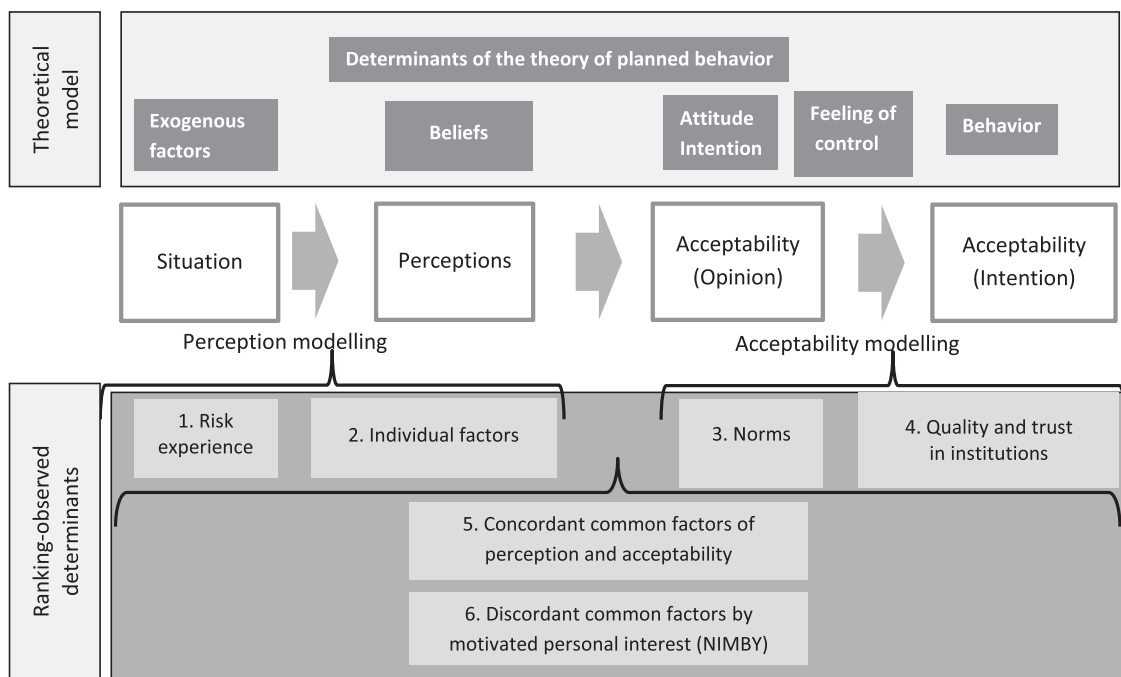 Theoretical
model
Determinants of the theory of planned behavior
Exogenous
factors
Beliefs
Attitude
Intention
Feeling of
control
Behavior
Situation
Perceptions
Acceptability
(Opinion)
Acceptability
(Intention)
Perception modelling
Acceptability modelling
Ranking-observed
determinants
1. Risk
experience
2. Individual factors
3. Norms
4. Quality and trust
in institutions
5. Concordant common factors of
perception and acceptability
6. Discordant common factors by
motivated personal interest (NIMBY)